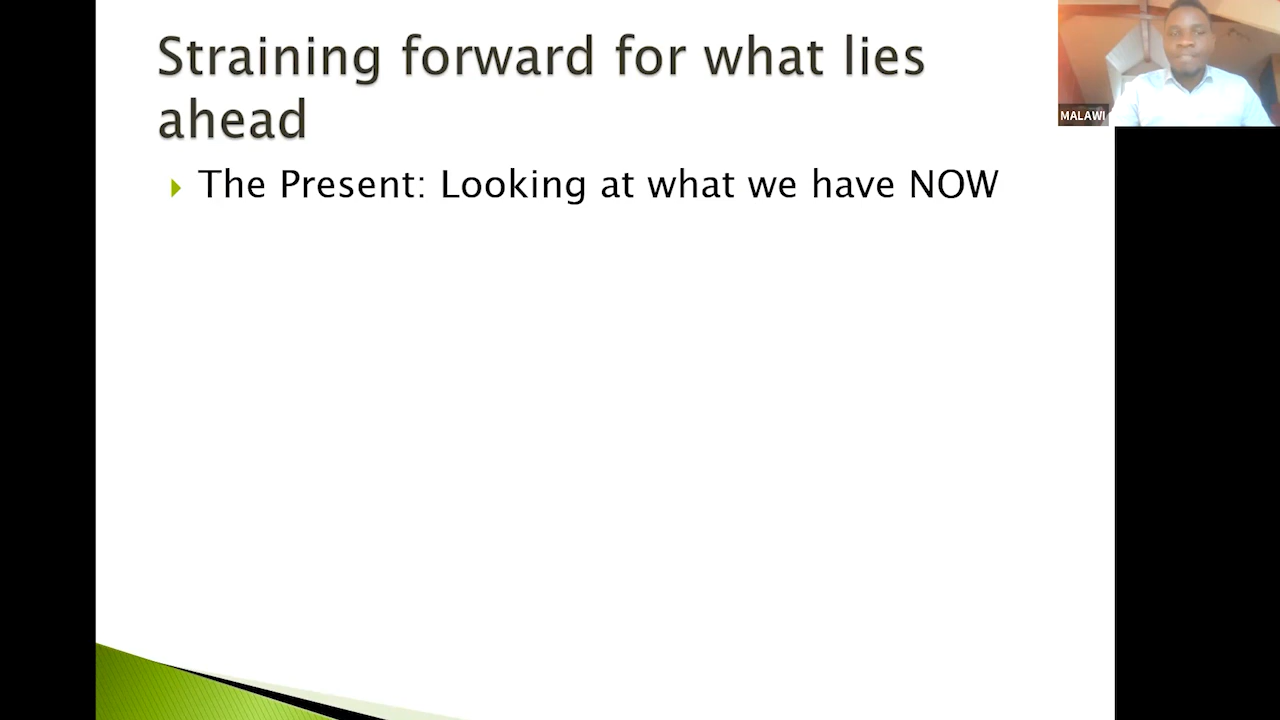 Straining forward for what lies
ahead
The Present: Looking at what we have NOW
MALAWI